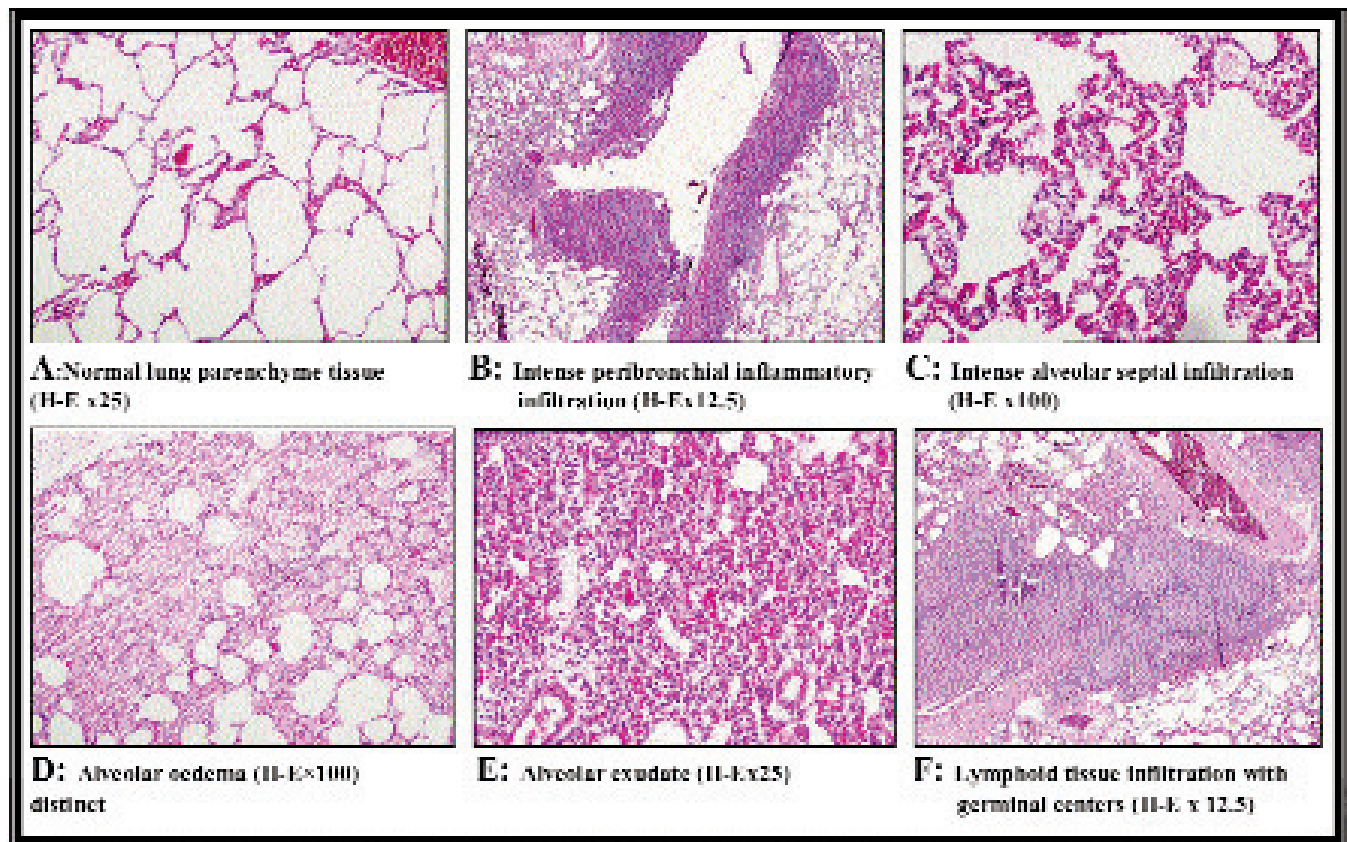 A:Normal lung parenchyme tissue
(H-E x25)
B: Intense peribronchial inflammatory
infiltration (H-Ex12.5)
C: Intense alveolar septal infiltration
(H-E x100)
D: Alveolar oedema (H-E×100)
distinct
E: Alveolar exudate (H-Ex25)
F: Lymphoid tissue infiltration with
germinal centers (H-E x 12.5)